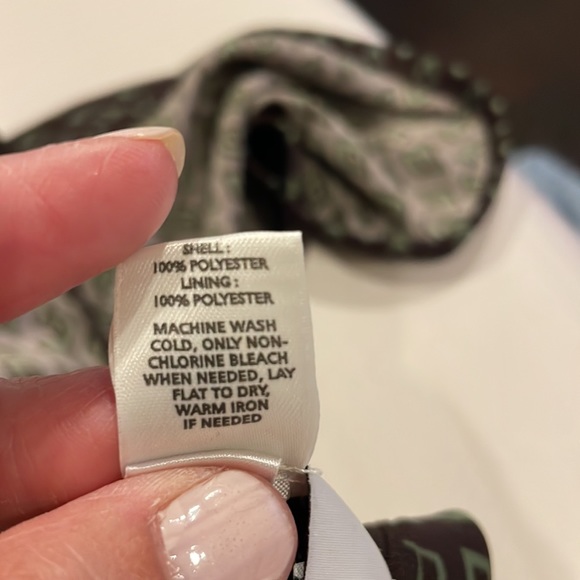 SHELL:
100% POLYESTER
LINING:
100% POLYESTER
MACHINE WASH
COLD, ONLY NON-
CHLORINE BLEACH
WHEN NEEDED, LAY
FLAT TO DRY,
WARM IRON
IF NEEDED